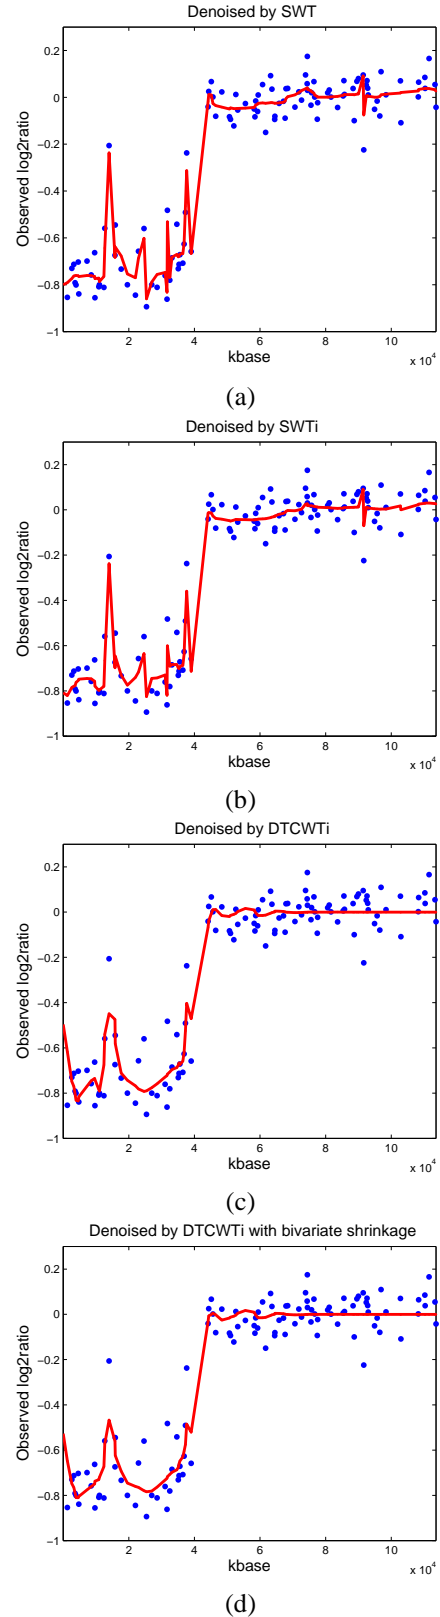 Denoised by SWT
0.2
0
−0.2
−0.4
−0.6
−0.8
−1
Observed log2ratio
2 4 6 8 10
kbase
x 10^4
(a)
Denoised by SWTi
0.2
0
−0.2
−0.4
−0.6
−0.8
−1
Observed log2ratio
2 4 6 8 10
kbase
x 10^4
(b)
Denoised by DTCWTi
0.2
0
−0.2
−0.4
−0.6
−0.8
−1
Observed log2ratio
2 4 6 8 10
kbase
x 10^4
(c)
Denoised by DTCWTi with bivariate shrinkage
0.2
0
−0.2
−0.4
−0.6
−0.8
−1
Observed log2ratio
2 4 6 8 10
kbase
x 10^4
(d)